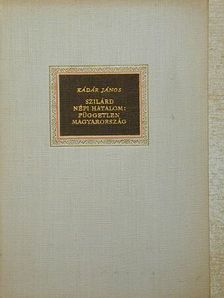 KÁDÁR JÁNOS
SZILÁRD
NÉPI HATALOM:
FÜGGETLEN
MAGYARORSZÁG